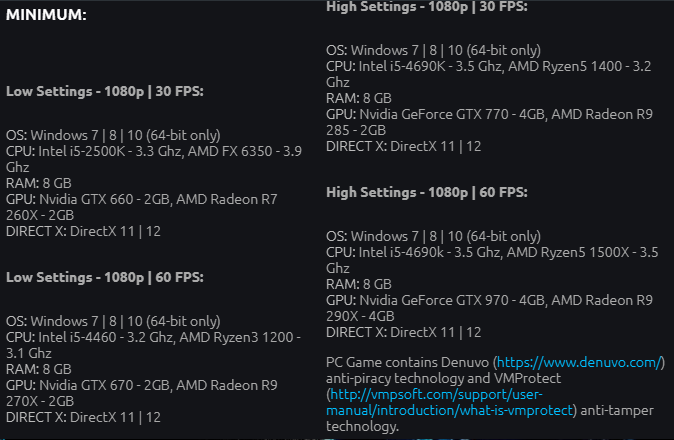 MINIMUM:
Low Settings - 1080p | 30 FPS:
OS: Windows 7 | 8 | 10 (64-bit only)
CPU: Intel i5-2500K - 3.3 Ghz, AMD FX 6350 - 3.9
Ghz
RAM: 8 GB
GPU: Nvidia GTX 660 - 2GB, AMD Radeon R7
260X - 2GB
DIRECT X: DirectX 11 | 12
Low Settings - 1080p | 60 FPS:
OS: Windows 7 | 8 | 10 (64-bit only)
CPU: Intel i5-4460 - 3.2 Ghz, AMD Ryzen3 1200 -
3.1 Ghz
RAM: 8 GB
GPU: Nvidia GTX 670 - 2GB, AMD Radeon R9
270X - 2GB
DIRECT X: DirectX 11 | 12
High Settings - 1080p | 30 FPS:
OS: Windows 7 | 8 | 10 (64-bit only)
CPU: Intel i5-4690K - 3.5 Ghz, AMD Ryzen5 1400 - 3.2
Ghz
RAM: 8 GB
GPU: Nvidia GeForce GTX 770 - 4GB, AMD Radeon R9
285 - 2GB
DIRECT X: DirectX 11 | 12
High Settings - 1080p | 60 FPS:
OS: Windows 7 | 8 | 10 (64-bit only)
CPU: Intel i5-4690k - 3.5 Ghz, AMD Ryzen5 1500X - 3.5
Ghz
RAM: 8 GB
GPU: Nvidia GeForce GTX 970 - 4GB, AMD Radeon R9
290X - 4GB
DIRECT X: DirectX 11 | 12
PC Game contains Denuvo (https://www.denuvo.com/)
anti-piracy technology and VMProtect
(http://vmpsoft.com/support/user-
manual/introduction/what-is-vmprotect) anti-tamper
technology.